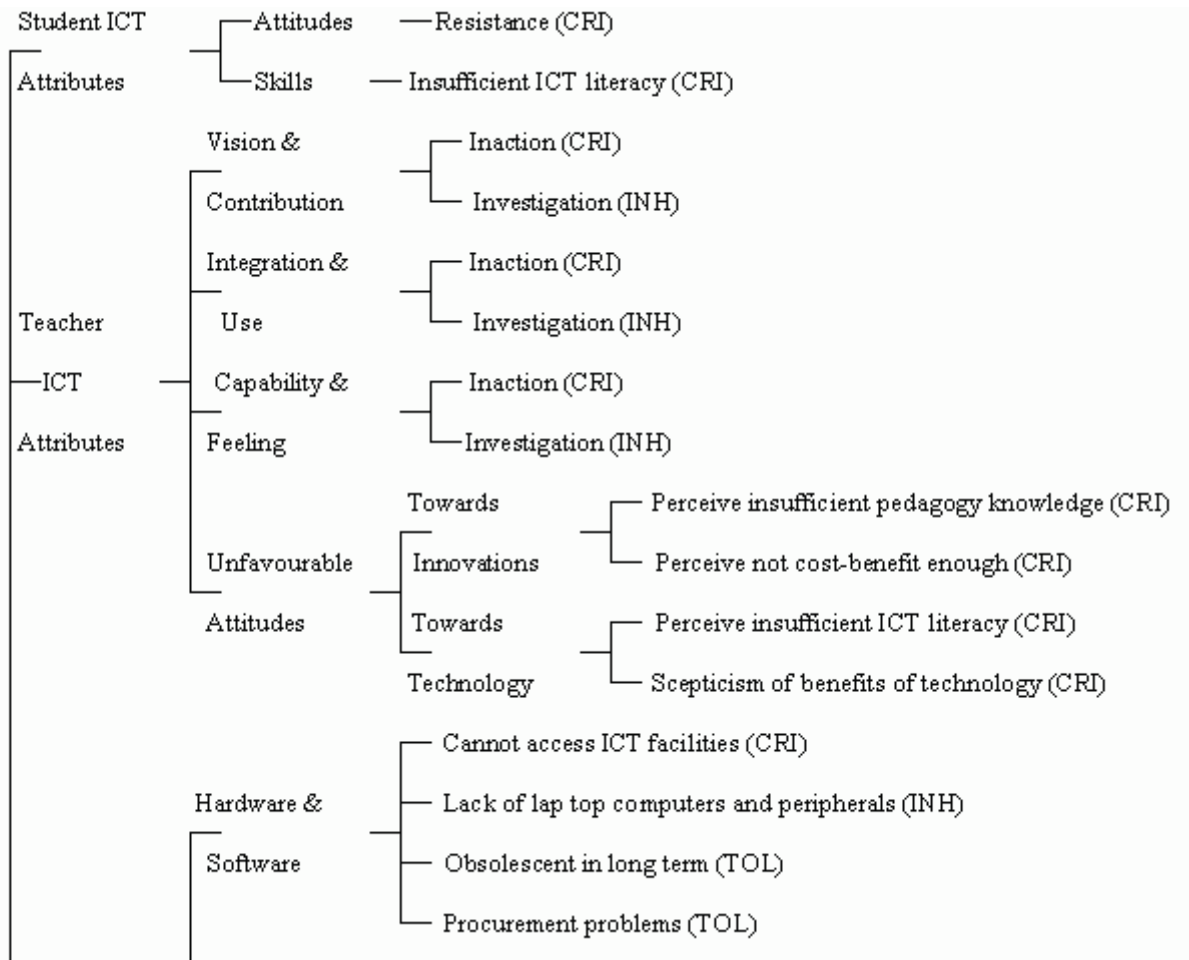 Student ICT Attitudes Resistance (CRI)
Attributes Skills Insufficient ICT literacy (CRI)
Vision & Inaction (CRI)
Contribution Investigation (INH)
Integration & Inaction (CRI)
Teacher Use Investigation (INH)
ICT Capability & Inaction (CRI)
Attributes Feeling Investigation (INH)
Towards Perceive insufficient pedagogy knowledge (CRI)
Unfavourable Innovations Perceive not cost-benefit enough (CRI)
Attitudes Towards Perceive insufficient ICT literacy (CRI)
Technology Scepticism of benefits of technology (CRI)
Cannot access ICT facilities (CRI)
Hardware & Lack of lap top computers and peripherals (INH)
Software Obsolescent in long term (TOL)
Procurement problems (TOL)